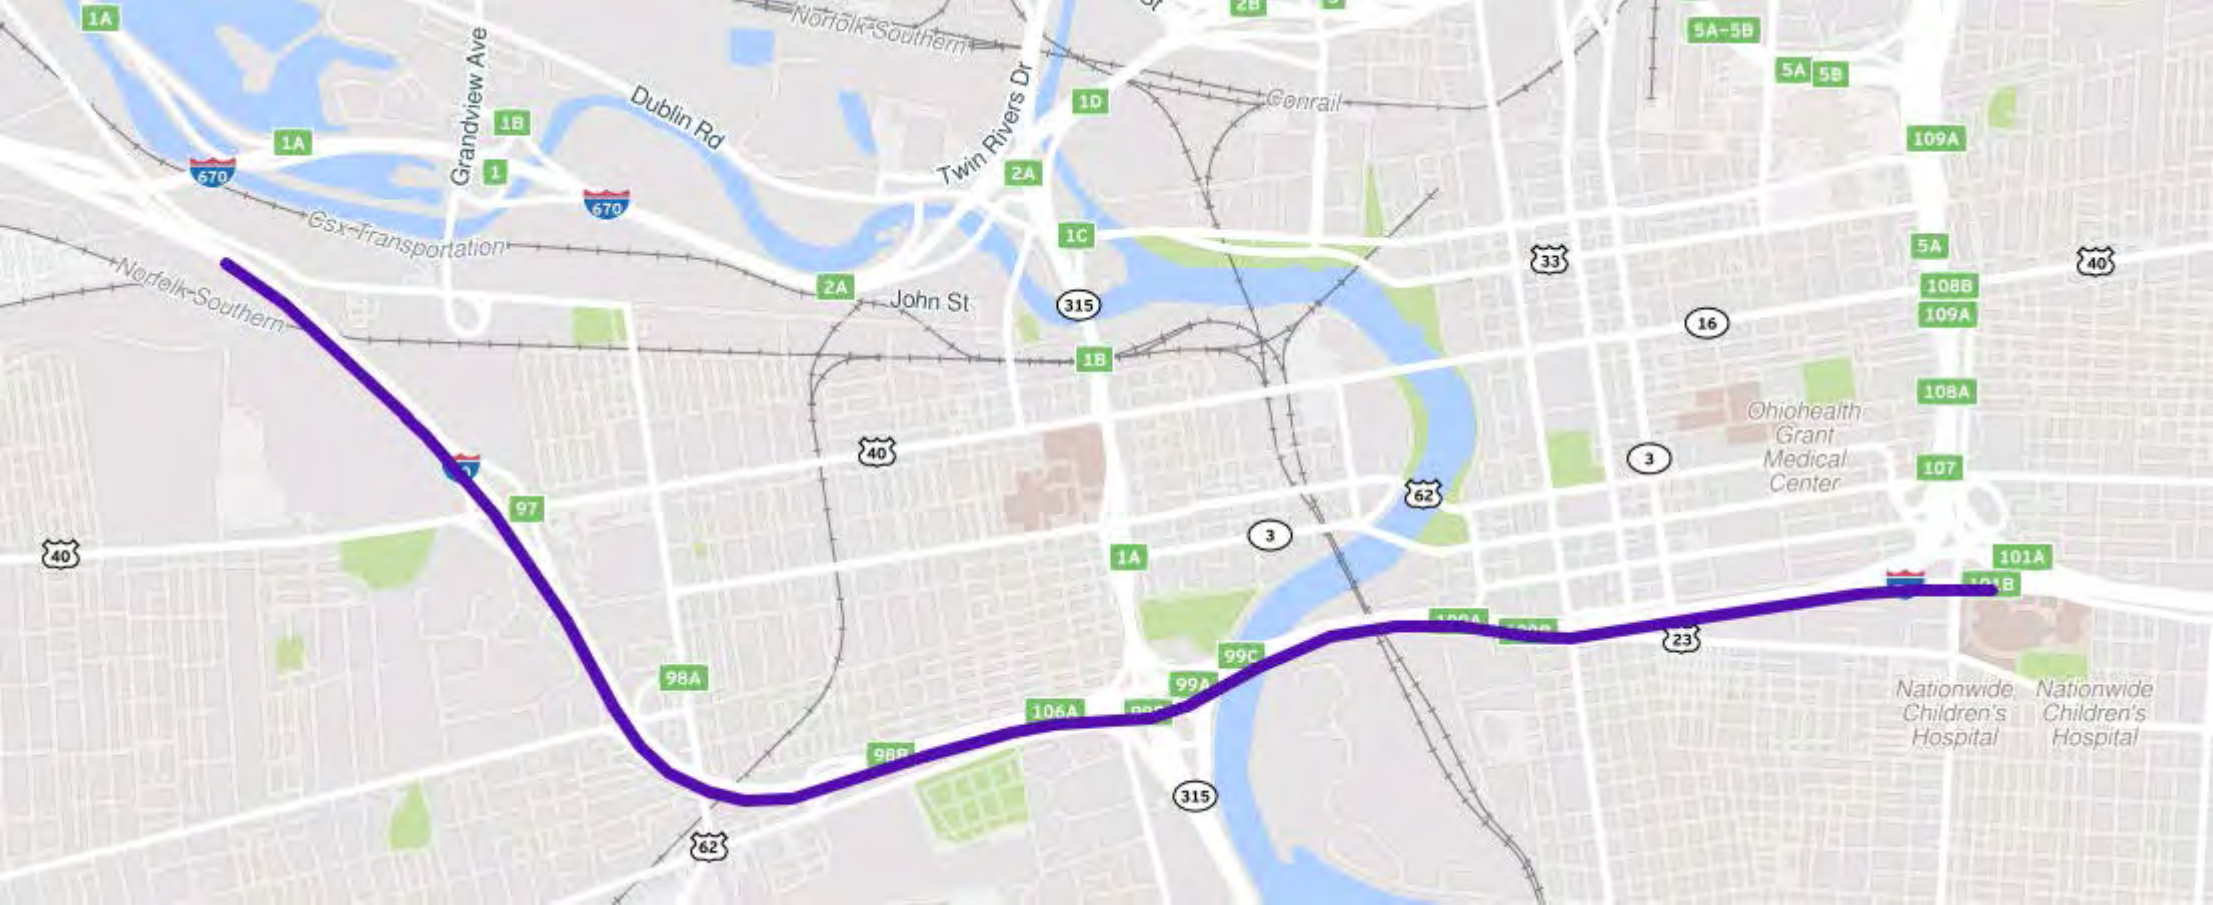 1A
Norfolk-Southern
2B
5A-5B
5A
5B
Grandview Ave
Dublin Rd
Twin Rivers Dr
1D
Conrail
1B
1A
109A
670
1
2A
670
Csx-Transportation
1C
33
5A
40
Norfolk-Southern
2A
John St
315
108B
109A
16
1B
108A
Ohiohealth
Grant
Medical
Center
40
3
107
97
62
3
40
1A
101A
101B
23
99C
98A
99A
106A
Nationwide
Children's
Hospital
Nationwide
Children's
Hospital
98B
315
62